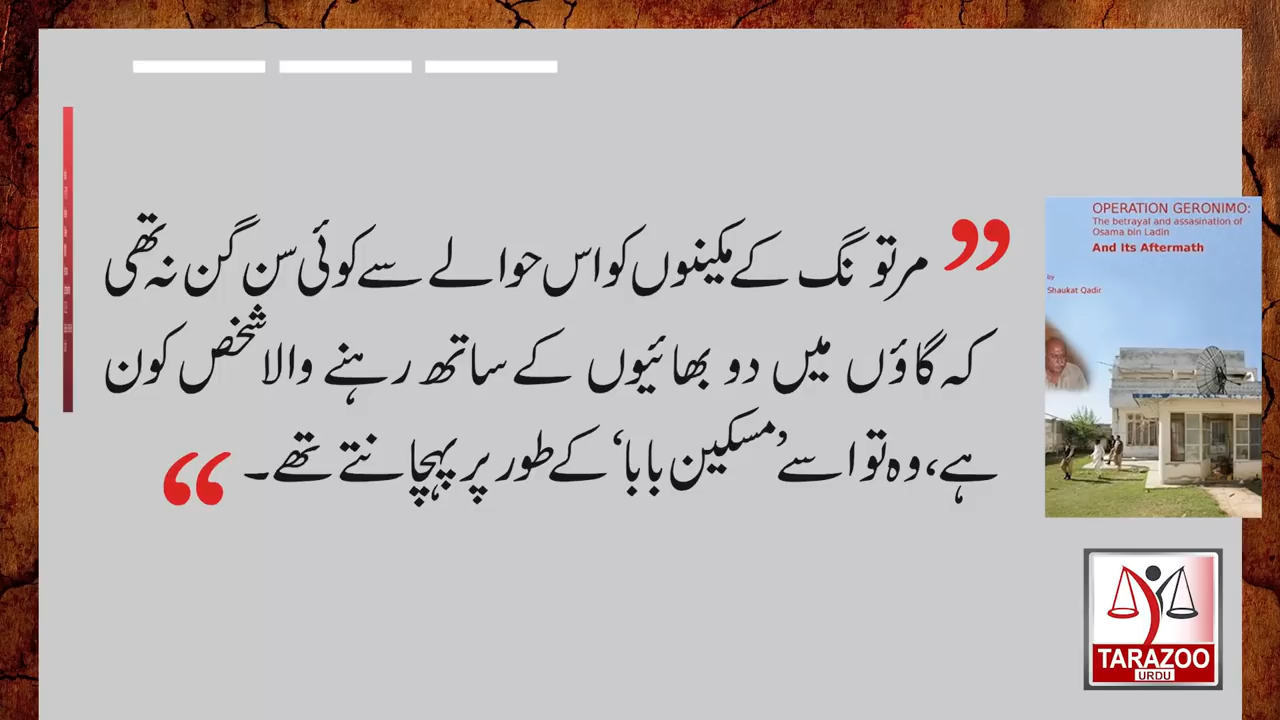 ”مرتونگ کے مکینوں کو اس حوالے سے کوئی سن گن نہ تھی
کہ گاؤں میں دو بھائیوں کے ساتھ رہنے والا شخص کون
ہے، وہ تو اسے ’مسکین بابا‘ کے طور پر پہچانتے تھے۔“
OPERATION GERONIMO:
The betrayal and assasination of
Osama bin Ladin
And Its Aftermath
by
Shaukat Qadir
TARAZOO
URDU